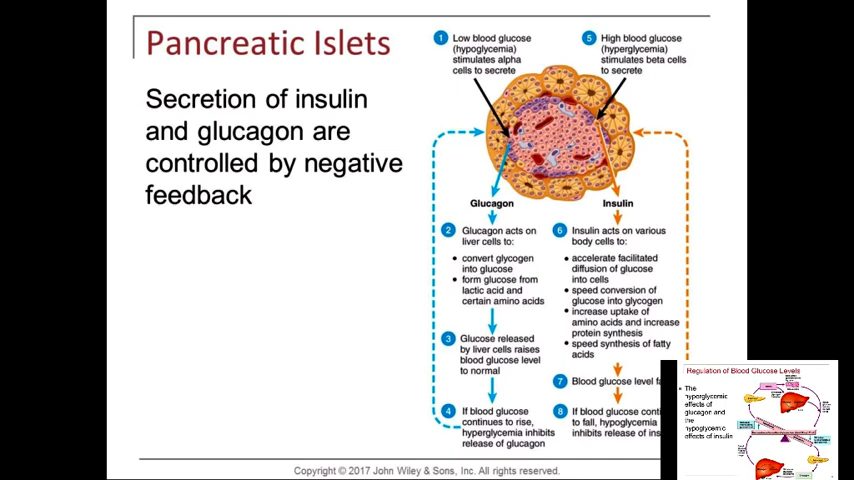 Pancreatic Islets
Secretion of insulin
and glucagon are
controlled by negative
feedback
1 Low blood glucose
(hypoglycemia)
stimulates alpha
cells to secrete
5 High blood glucose
(hyperglycemia)
stimulates beta cells
to secrete
Glucagon
Insulin
2 Glucagon acts on
liver cells to:
• convert glycogen
into glucose
• form glucose from
lactic acid and
certain amino acids
3 Glucose released
by liver cells raises
blood glucose level
to normal
4 If blood glucose
continues to rise,
hyperglycemia inhibits
release of glucagon
6 Insulin acts on various
body cells to:
• accelerate facilitated
diffusion of glucose
into cells
• speed conversion of
glucose into glycogen
• increase uptake of
amino acids and increase
protein synthesis
• speed synthesis of fatty
acids
7 Blood glucose level fa
8 If blood glucose conti
to fall, hypoglycemia
inhibits release of ins
Copyright © 2017 John Wiley & Sons, Inc. All rights reserved.
Regulation of Blood Glucose Levels
• The
hyperglycemic
effects of
glucagon and
the
hypoglycemic
effects of insulin